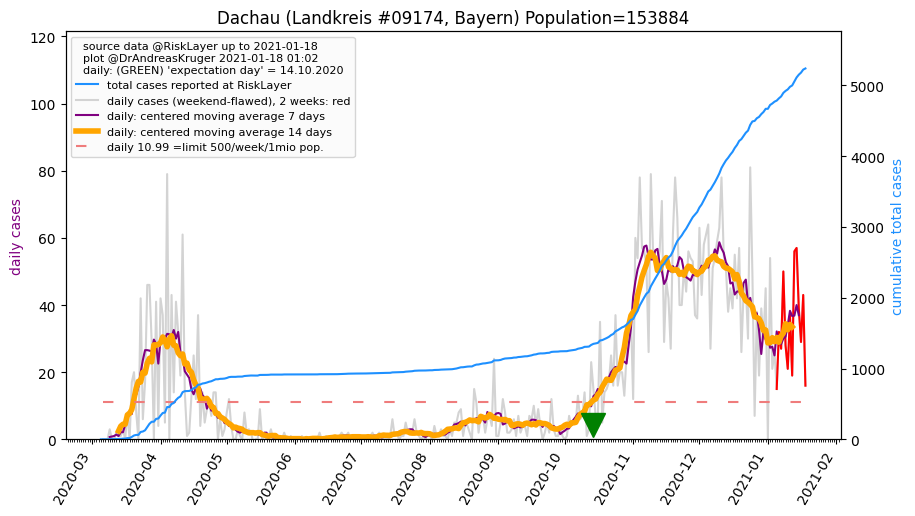 Dachau (Landkreis #09174, Bayern) Population=153884
source data @RiskLayer up to 2021-01-18
plot @DrAndreasKruger 2021-01-18 01:02
daily: (GREEN) 'expectation day' = 14.10.2020
total cases reported at RiskLayer
daily cases (weekend-flawed), 2 weeks: red
daily: centered moving average 7 days
daily: centered moving average 14 days
daily 10.99 =limit 500/week/1mio pop.
daily cases
120
100
80
60
40
20
0
cumulative total cases
5000
4000
3000
2000
1000
0
2020-03
2020-04
2020-05
2020-06
2020-07
2020-08
2020-09
2020-10
2020-11
2020-12
2021-01
2021-02